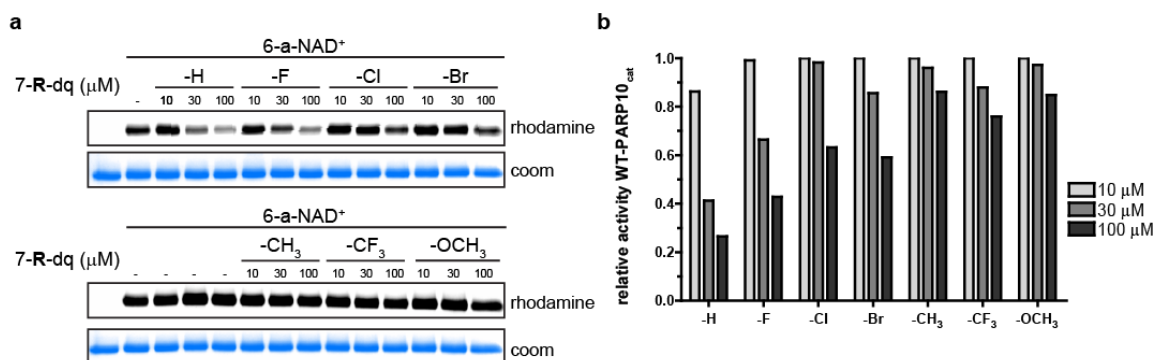 a
6-a-NAD⁺
-H -F -Cl -Br
7-R-dq (μM)
- 10 30 100 10 30 100 10 30 100 10 30 100
rhodamine
coom
6-a-NAD⁺
-CH₃ -CF₃ -OCH₃
7-R-dq (μM)
- - - - 10 30 100 10 30 100 10 30 100
rhodamine
coom
b
relative activity WT-PARP10cat
1.0
0.8
0.6
0.4
0.2
0.0
-H -F -Cl -Br -CH₃ -CF₃ -OCH₃
10 μM
30 μM
100 μM